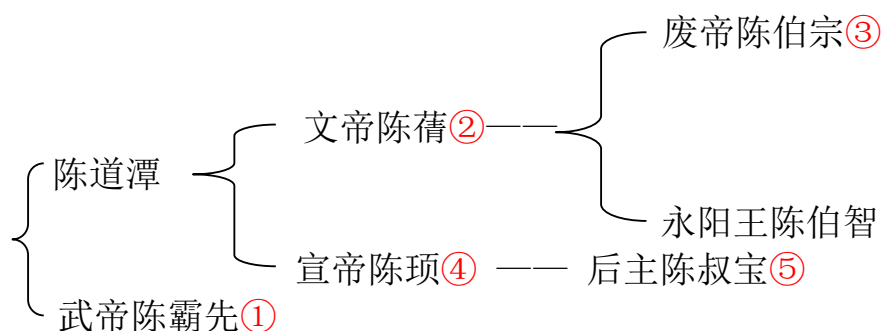 废帝陈伯宗③
文帝陈蒨②——
陈道潭
永阳王陈伯智
宣帝陈顼④ —— 后主陈叔宝⑤
武帝陈霸先①